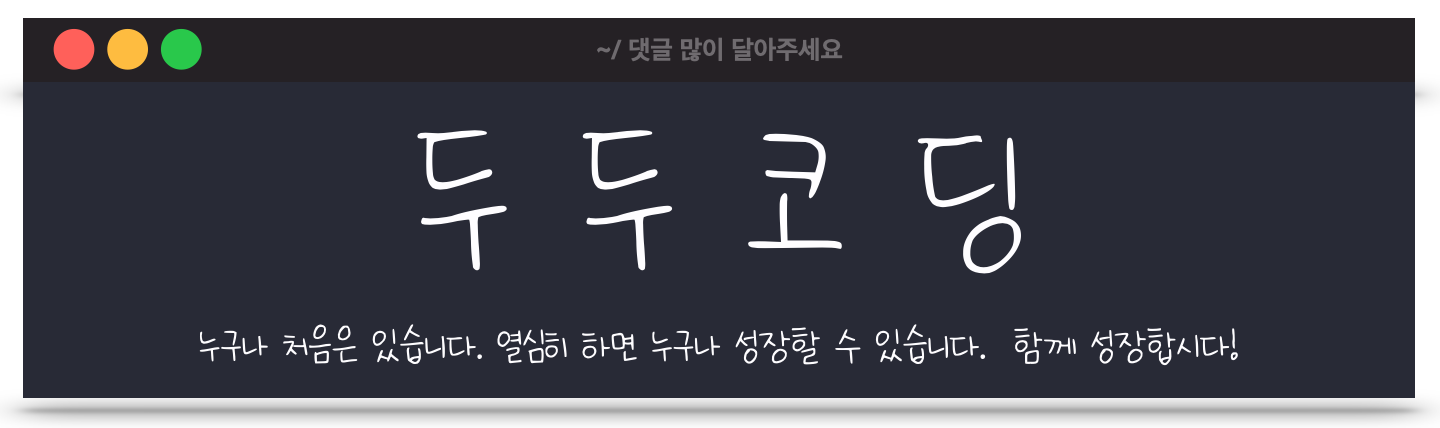 ~/ 댓글 많이 달아주세요
두 두 코 딩
누구나 처음은 있습니다. 열심히 하면 누구나 성장할 수 있습니다. 함께 성장합시다!